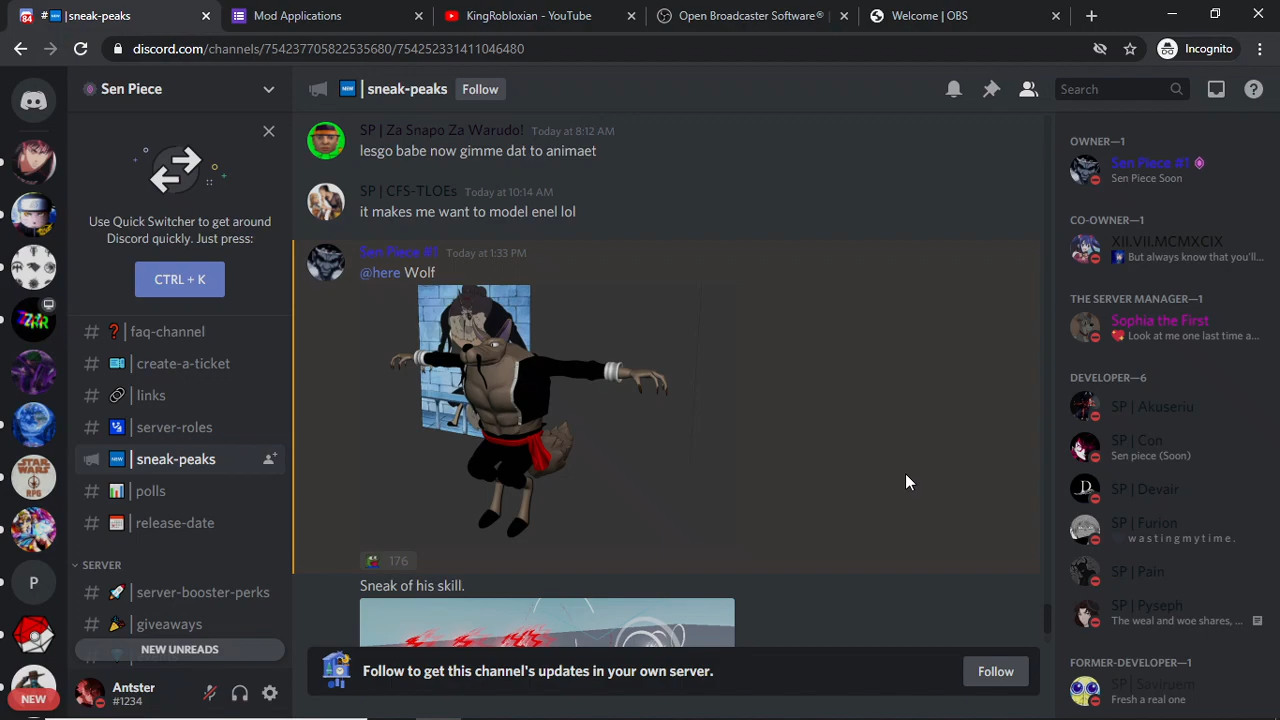 84
# | sneak-peaks
Mod Applications
KingRobloxian - YouTube
Open Broadcaster Software®
Welcome | OBS
discord.com/channels/754237705822535680/754252331411046480
Incognito
Sen Piece
NEW | sneak-peaks
Follow
Search
Use Quick Switcher to get around
Discord quickly. Just press:
CTRL + K
# ? | faq-channel
# | create-a-ticket
# | links
# | server-roles
NEW | sneak-peaks
# | polls
# | release-date
SERVER
# | server-booster-perks
# | giveaways
NEW UNREADS
NEW
P
STAR
WARS
RPG
Antster
#1234
SP | Za Snapo Za Warudo! Today at 8:12 AM
lesgo babe now gimme dat to animaet
SP | CFS-TLOEs Today at 10:14 AM
it makes me want to model enel lol
Sen Piece #1 Today at 1:33 PM
@here Wolf
176
Sneak of his skill.
Follow to get this channel's updates in your own server.
Follow
OWNER—1
Sen Piece #1
Sen Piece Soon
CO-OWNER—1
XII.VII.MCMXCIX
But always know that you'll...
THE SERVER MANAGER—1
Sophia the First
Look at me one last time a...
DEVELOPER—6
SP | Akuseriu
SP | Con
Sen piece (Soon)
SP | Devair
SP | Furion
w a s t i n g m y t i m e .
SP | Pain
SP | Pyseph
The weal and woe shares, ...
FORMER-DEVELOPER—1
SP | Saviruem
Fresh a real one